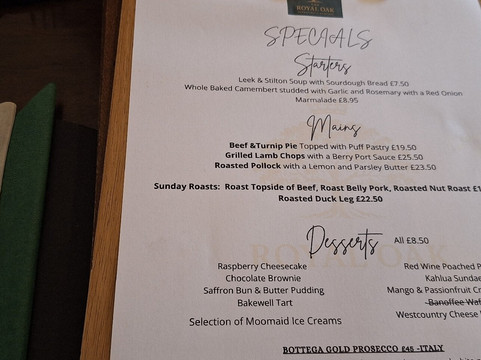 ROYAL OAK
SPECIALS
Starters
Leek & Stilton Soup with Sourdough Bread £7.50
Whole Baked Camembert studded with Garlic and Rosemary with a Red Onion
Marmalade £8.95
Mains
Beef &Turnip Pie Topped with Puff Pastry £19.50
Grilled Lamb Chops with a Berry Port Sauce £25.50
Roasted Pollock with a Lemon and Parsley Butter £23.50
Sunday Roasts: Roast Topside of Beef, Roast Belly Pork, Roasted Nut Roast £1
Roasted Duck Leg £22.50
Desserts All £8.50
Raspberry Cheesecake
Chocolate Brownie
Saffron Bun & Butter Pudding
Bakewell Tart
Selection of Moomaid Ice Creams
Red Wine Poached P
Kahlua Sundae
Mango & Passionfruit Cr
Banoffee Waf
Westcountry Cheese
BOTTEGA GOLD PROSECCO £45 -ITALY